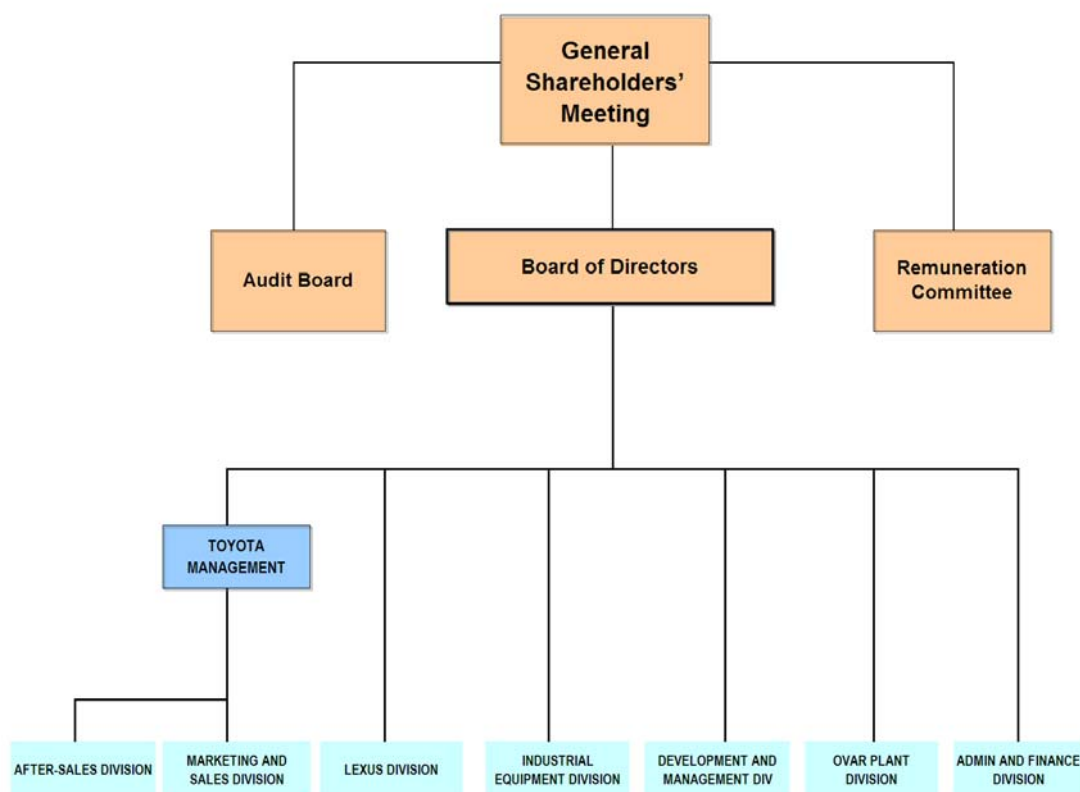 General
Shareholders’
Meeting
Audit Board
Board of Directors
Remuneration
Committee
TOYOTA
MANAGEMENT
AFTER-SALES DIVISION
MARKETING AND
SALES DIVISION
LEXUS DIVISION
INDUSTRIAL
EQUIPMENT DIVISION
DEVELOPMENT AND
MANAGEMENT DIV
OVAR PLANT
DIVISION
ADMIN AND FINANCE
DIVISION